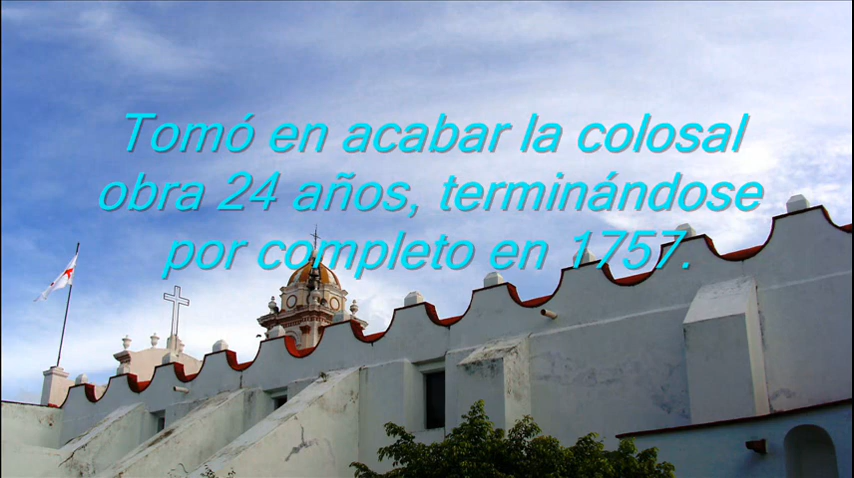 Tomó en acabar la colosal
obra 24 años, terminándose
por completo en 1757.